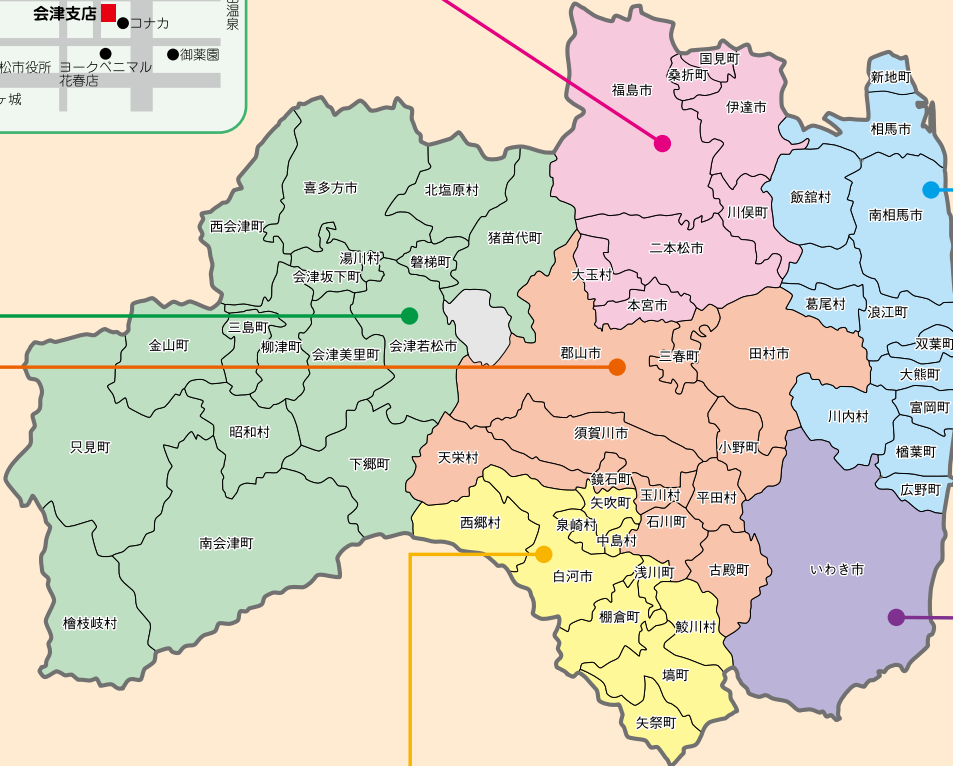 会津支店
コナカ
田温泉
松市役所
ヨークベニマル
花春店
御薬園
ヶ城
国見町
桑折町
福島市
伊達市
新地町
相馬市
飯舘村
南相馬市
川俣町
二本松市
大玉村
本宮市
喜多方市
北塩原村
西会津町
猪苗代町
湯川村
磐梯町
会津坂下町
三島町
柳津町
金山町
会津美里町
会津若松市
只見町
昭和村
下郷町
南会津町
檜枝岐村
葛尾村
浪江町
双葉町
大熊町
富岡町
川内村
楢葉町
広野町
郡山市
三春町
田村市
須賀川市
小野町
天栄村
鏡石町
玉川村
平田村
石川町
古殿町
矢吹町
西郷村
泉崎村
中島村
白河市
浅川町
棚倉町
鮫川村
塙町
矢祭町
いわき市